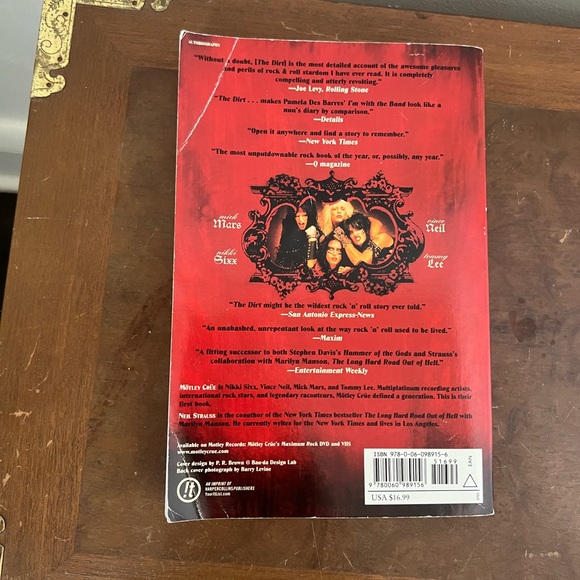 AUTOBIOGRAPHY
"Without a doubt, [The Dirt] is the most detailed account of the awesome pleasures
and perils of rock & roll stardom I have ever read. It is completely
compelling and utterly revolting."
—Joe Levy, Rolling Stone
"The Dirt . . . makes Pamela Des Barres' I'm with the Band look like a
nun's diary by comparison."
—Details
"Open it anywhere and find a story to remember."
—New York Times
"The most unputdownable rock book of the year, or, possibly, any year."
—Q magazine
mick
Mars
vince
Neil
nikki
Sixx
tommy
Lee
"The Dirt might be the wildest rock 'n' roll story ever told."
—San Antonio Express-News
"An unabashed, unrepentant look at the way rock 'n' roll used to be lived."
—Maxim
"A fitting successor to both Stephen Davis's Hammer of the Gods and Strauss's
collaboration with Marilyn Manson, The Long Hard Road Out of Hell."
—Entertainment Weekly
MÖTLEY CRÜE is Nikki Sixx, Vince Neil, Mick Mars, and Tommy Lee. Multiplatinum recording artists,
international rock stars, and legendary raconteurs, Mötley Crüe defined a generation. This is their
first book.
NEIL STRAUSS is the coauthor of the New York Times bestseller The Long Hard Road Out of Hell with
Marilyn Manson. He currently writes for the New York Times and lives in Los Angeles.
Available on Motley Records: Mötley Crüe's Maximum Rock DVD and VHS
www.motleycrue.com
Cover design by P. R. Brown @ Bau-da Design Lab
Back cover photograph by Barry Levine
it
AN IMPRINT OF
HARPERCOLLINSPUBLISHERS
YouritList.com
ISBN 978-0-06-098915-6
51699
9 780060 989156
USA $16.99